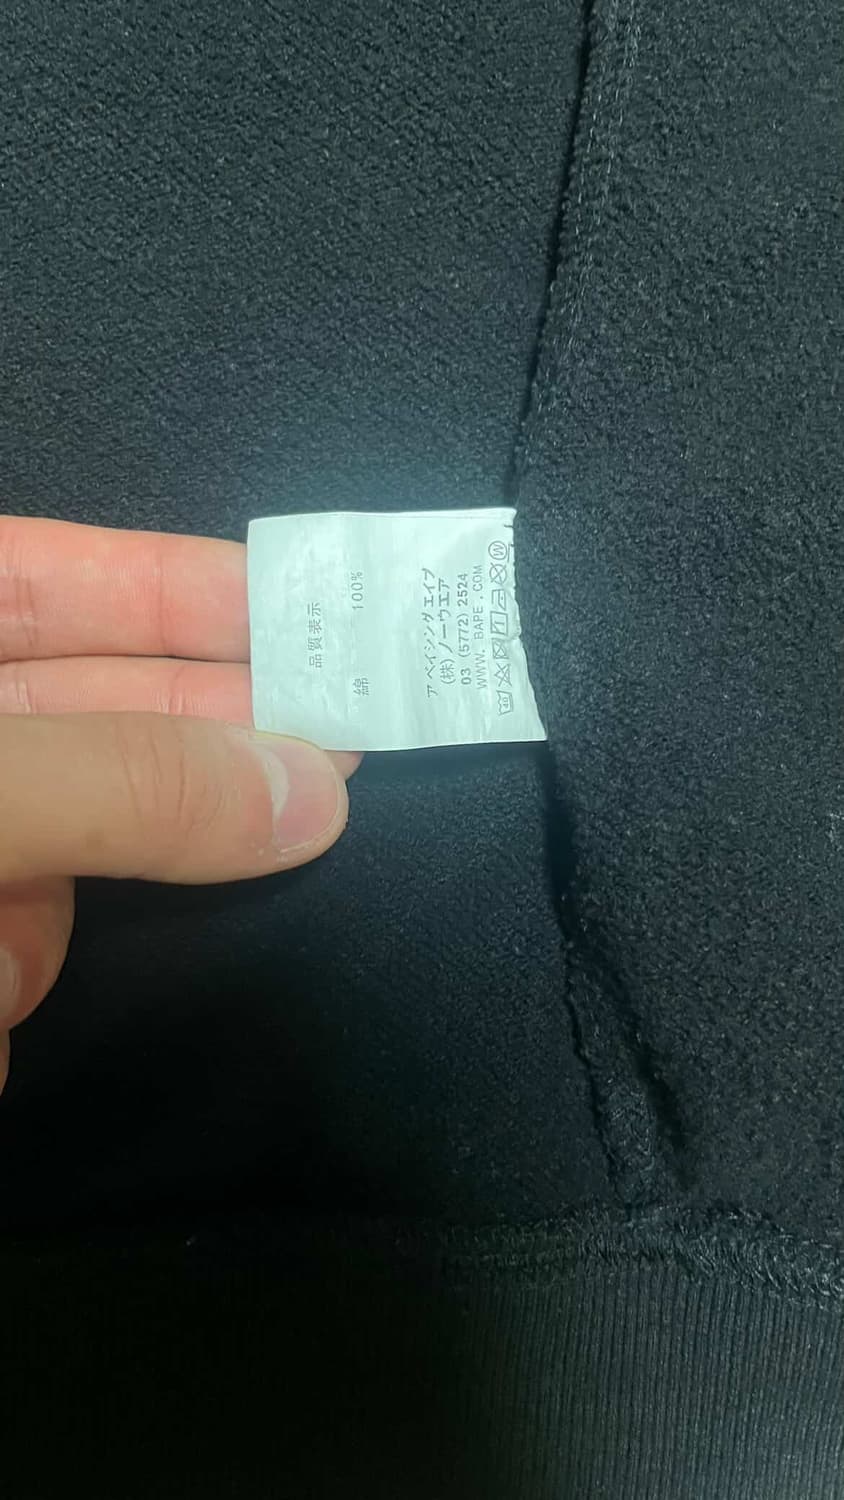 品質表示
綿 100%
ア ベイシング エイプ
(株)ノーウエア
03 (5772) 2524
WWW. BAPE . COM
40
W